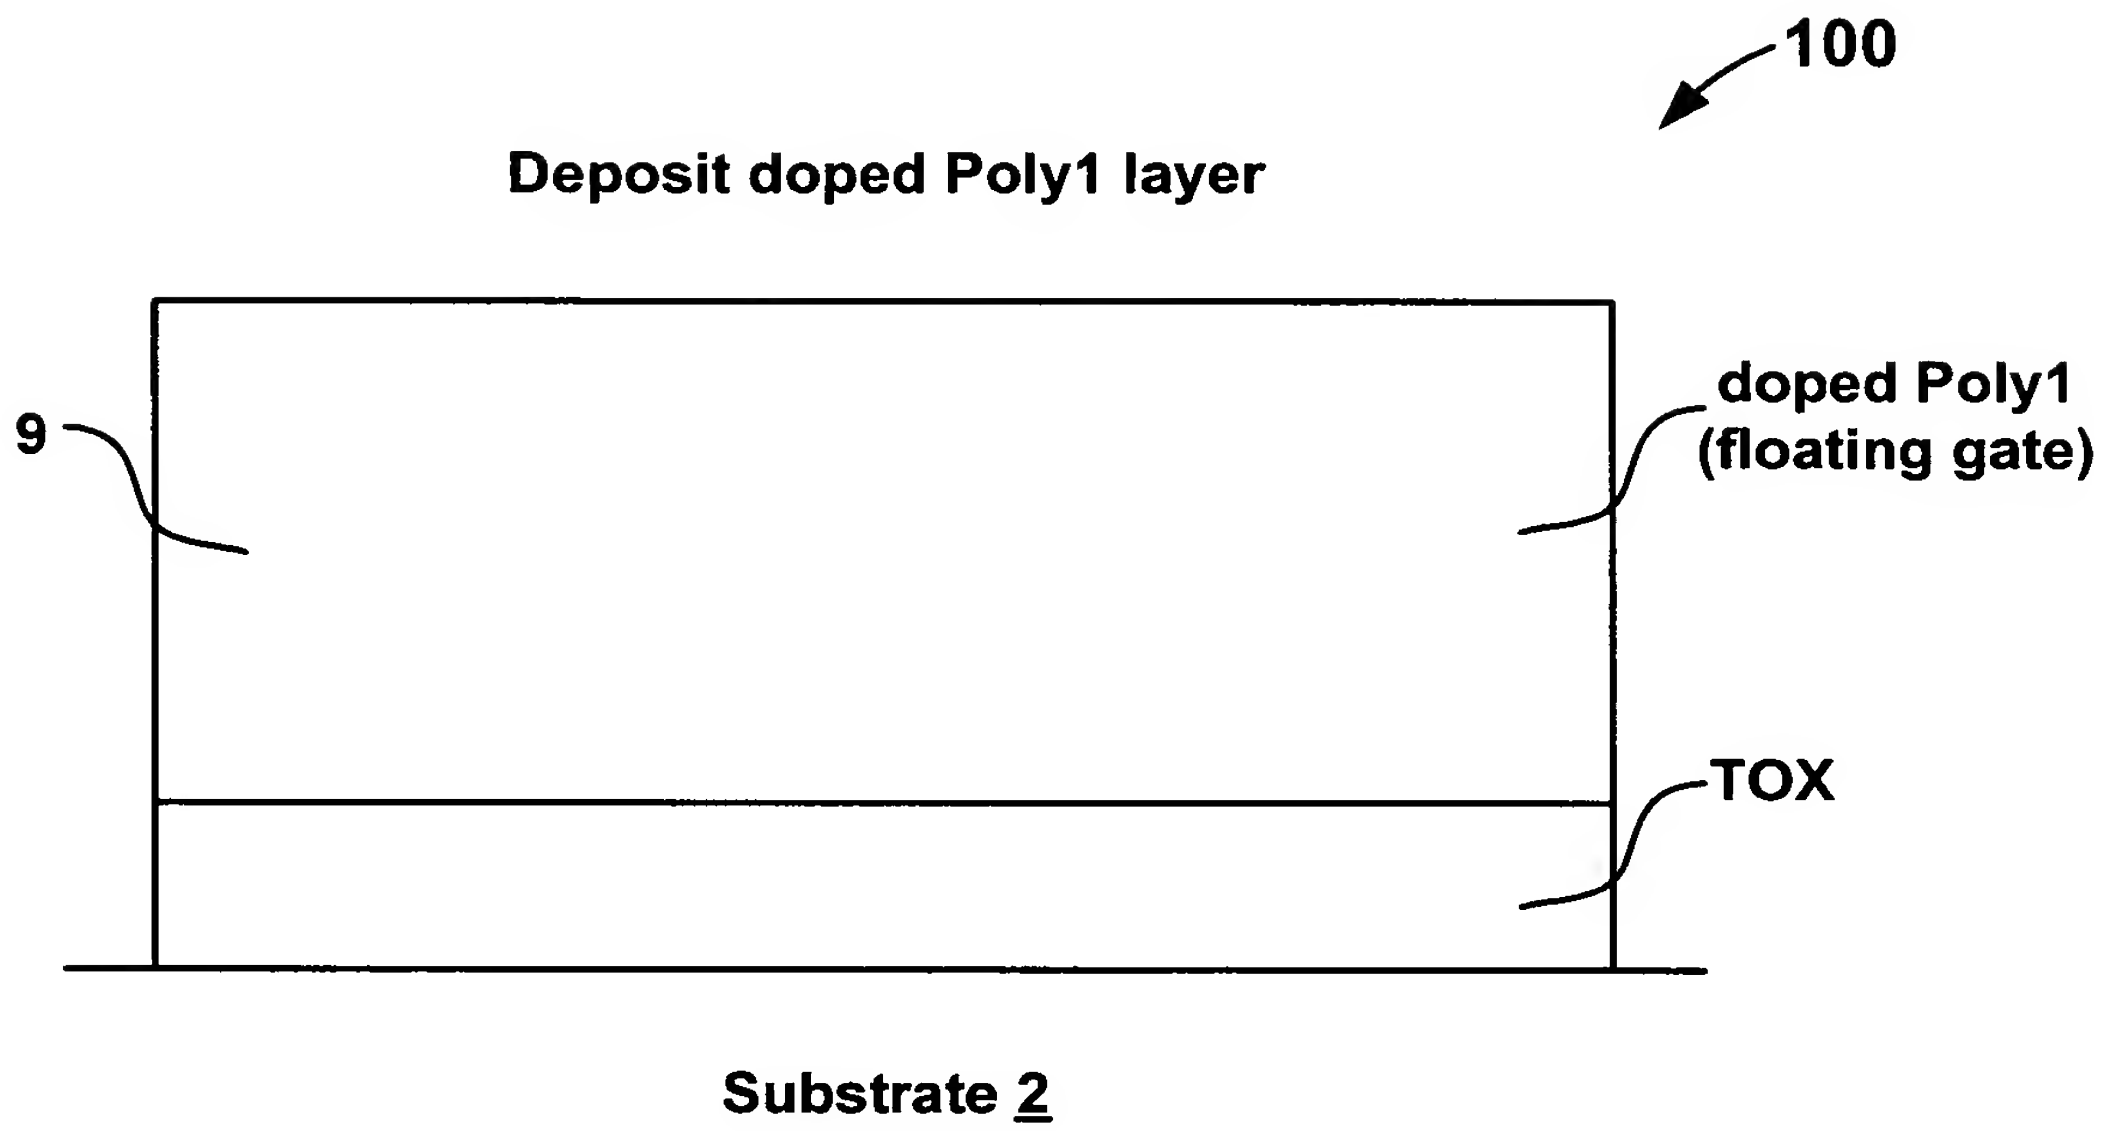 100
Deposit doped Poly1 layer
doped Poly1
9
(floating gate)
TOX
Substrate 2